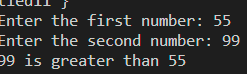 Enter the first number: 55
Enter the second number: 99
99 is greater than 55